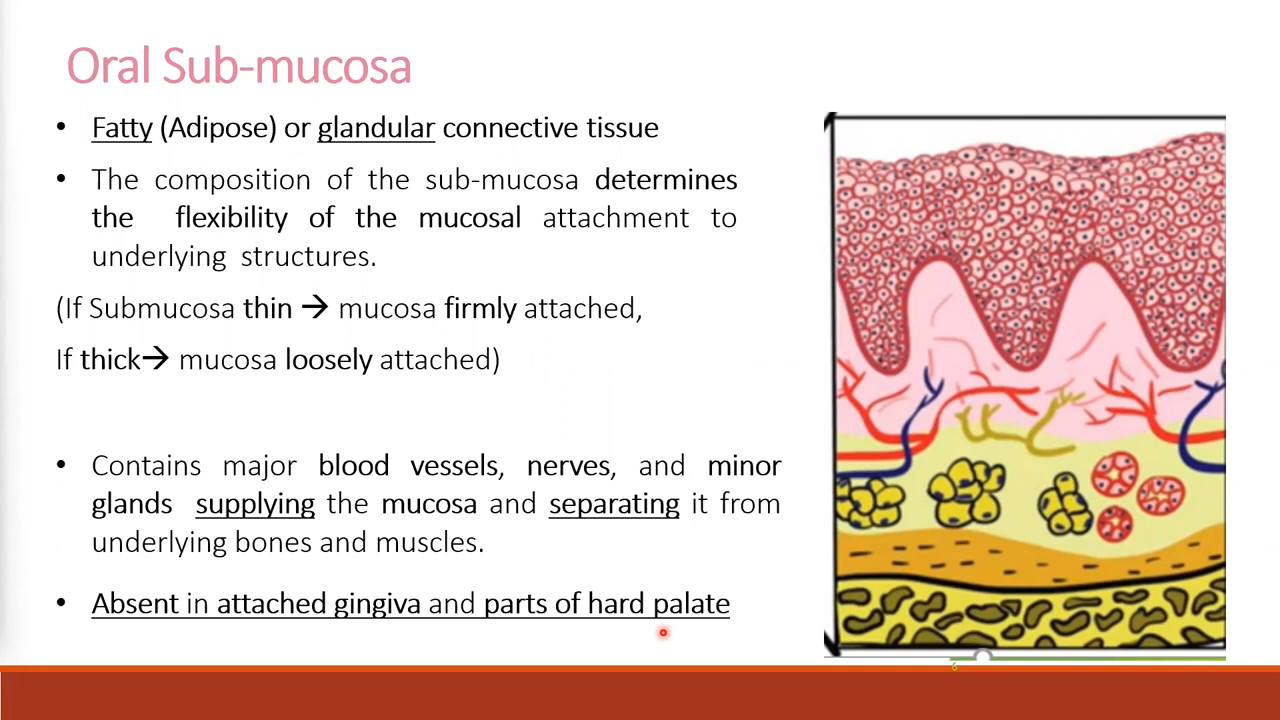 Oral Sub-mucosa
• Fatty (Adipose) or glandular connective tissue
• The composition of the sub-mucosa determines
the flexibility of the mucosal attachment to
underlying structures.
(If Submucosa thin → mucosa firmly attached,
If thick→ mucosa loosely attached)
• Contains major blood vessels, nerves, and minor
glands supplying the mucosa and separating it from
underlying bones and muscles.
• Absent in attached gingiva and parts of hard palate
6